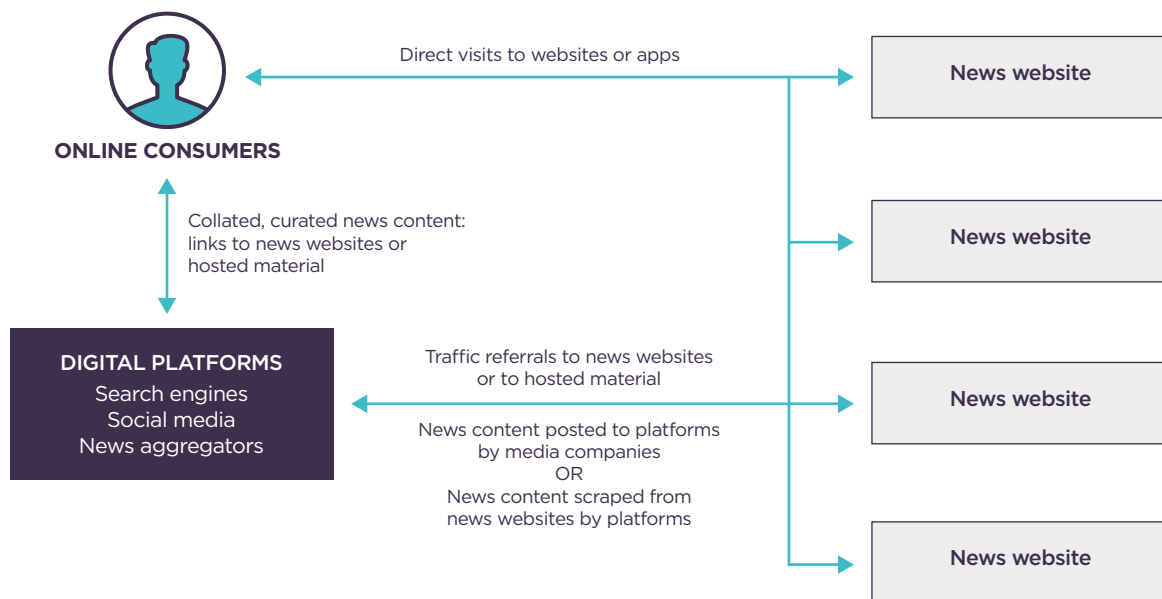 Direct visits to websites or apps
News website
ONLINE CONSUMERS
Collated, curated news content:
links to news websites or
hosted material
News website
DIGITAL PLATFORMS
Search engines
Social media
News aggregators
Traffic referrals to news websites
or to hosted material
News content posted to platforms
by media companies
OR
News content scraped from
news websites by platforms
News website
News website